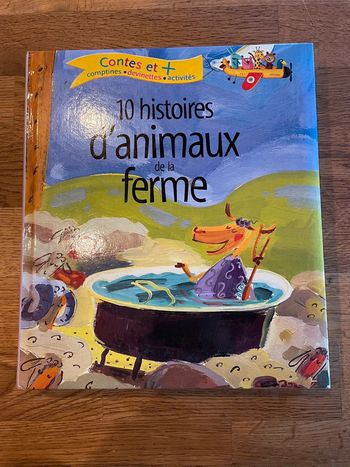 Contes et +
comptines • devinettes • activités
10 histoires
d'animaux
de la
ferme